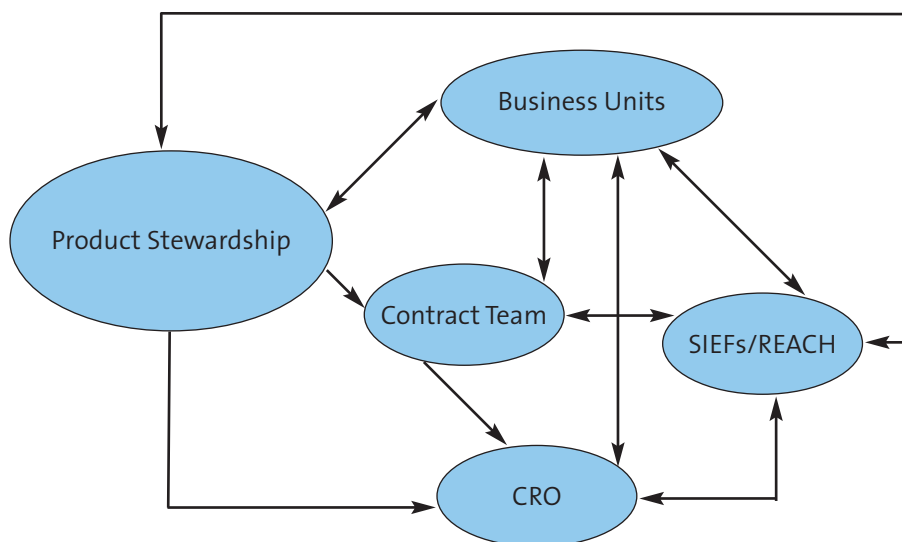 Business Units
Product Stewardship
Contract Team
SIEFs/REACH
CRO